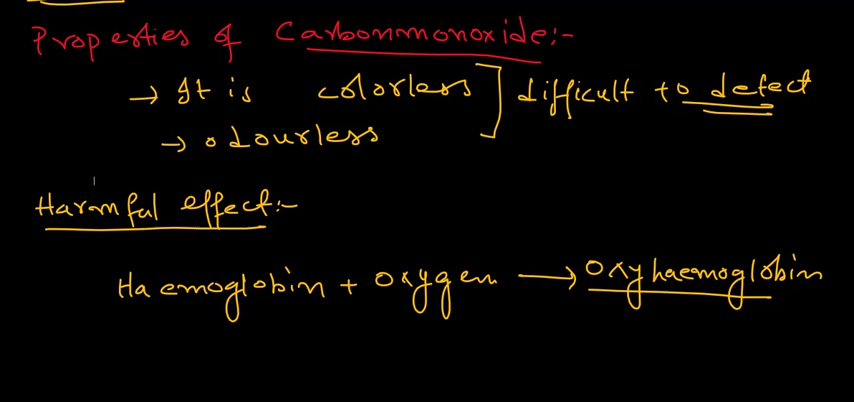 Properties of Carbonmonoxide:-
→ It is colorless ] difficult to detect
→ odourless
Harmful effect:-
Haemoglobin + Oxygen → Oxyhaemoglobin